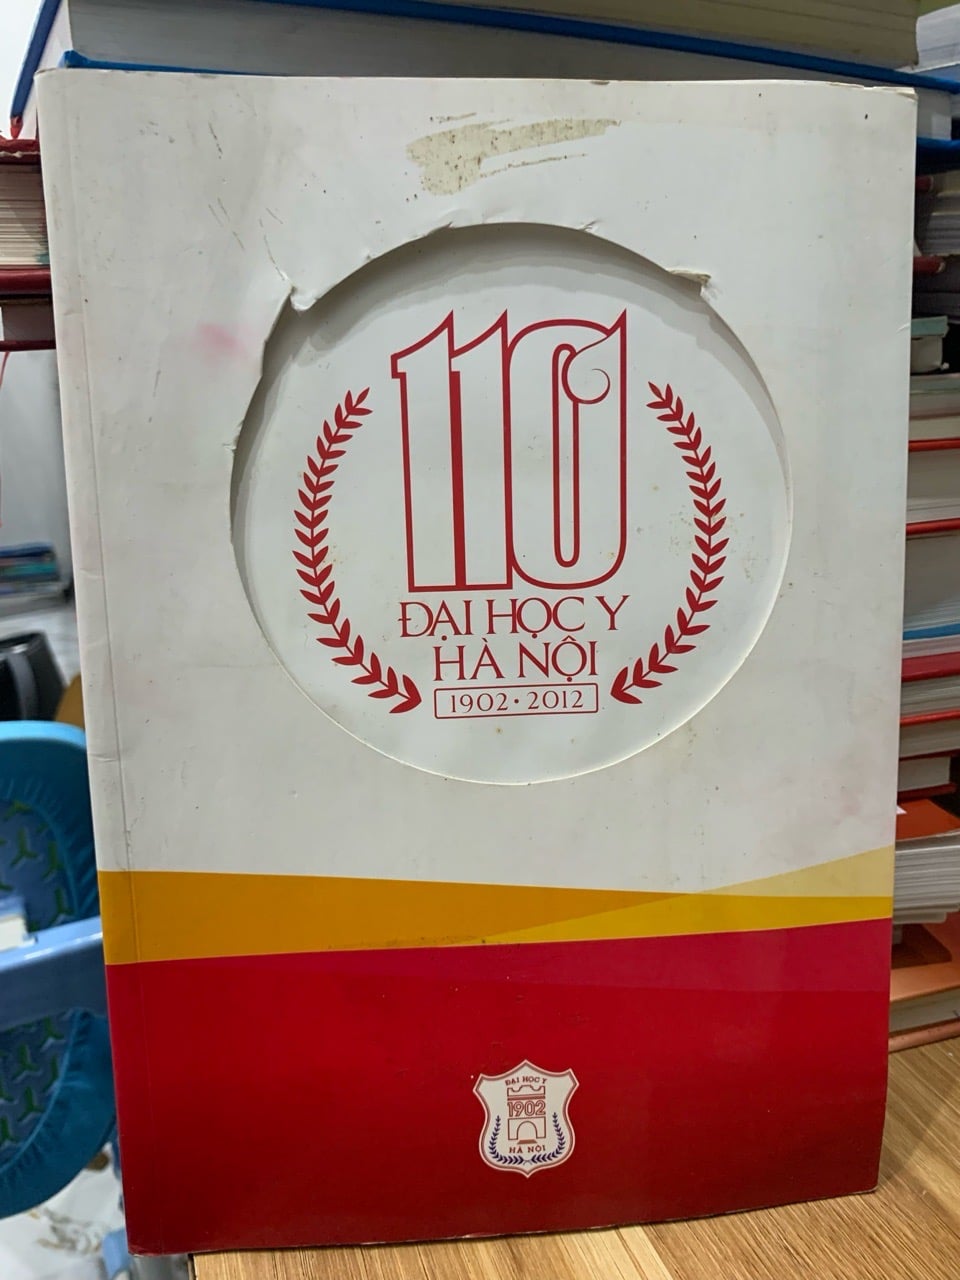 110
ĐẠI HỌC Y
HÀ NỘI
1902 · 2012
ĐẠI HỌC Y
1902
HÀ NỘI